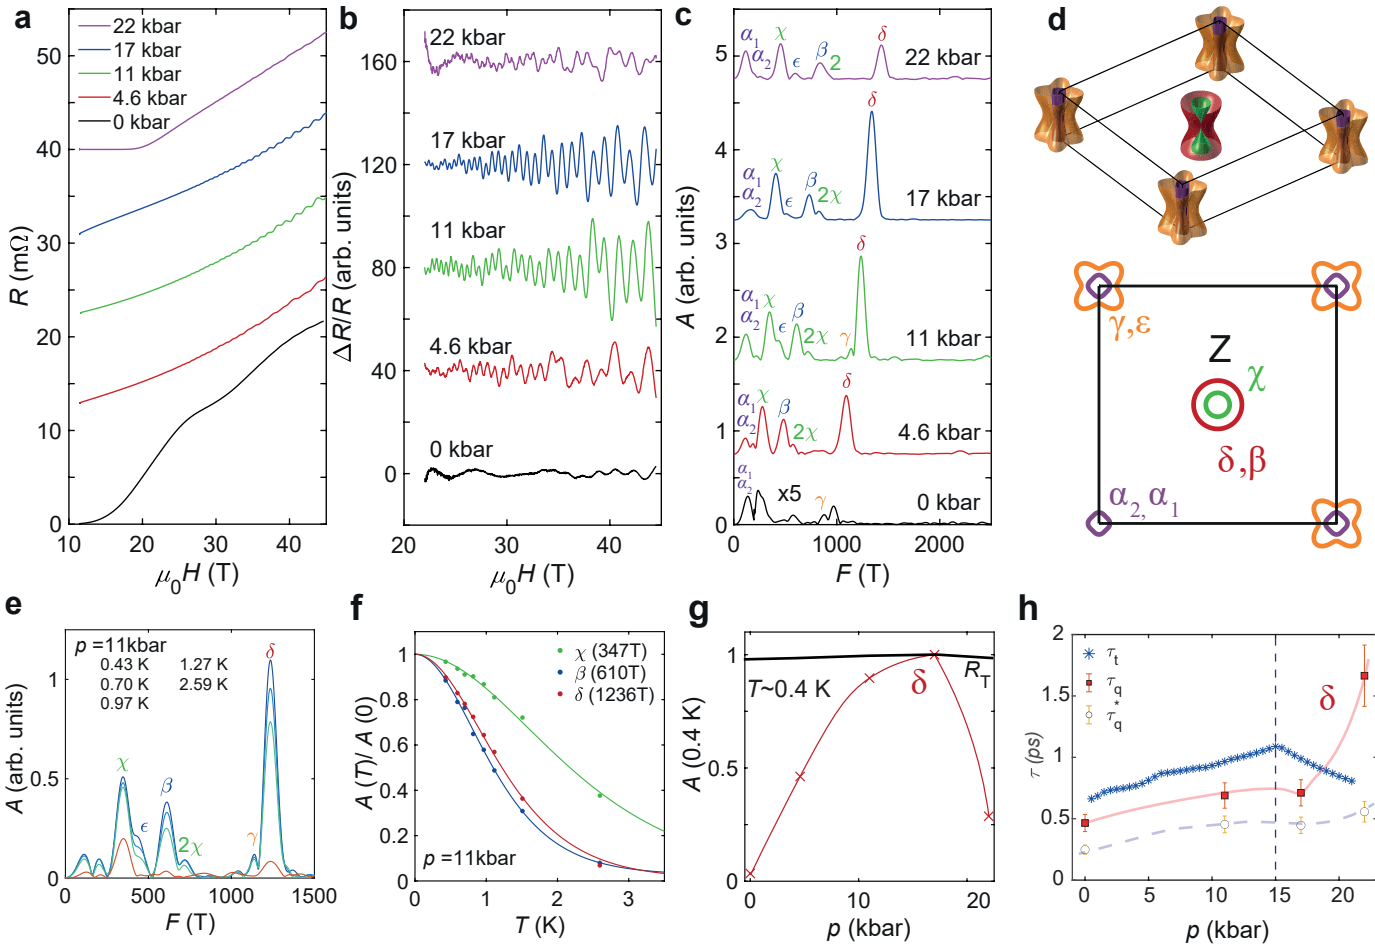 a
22 kbar
17 kbar
11 kbar
4.6 kbar
0 kbar
50
40
30
20
10
0
R (mΩ)
10 20 30 40
μ₀H (T)
b
22 kbar
17 kbar
11 kbar
4.6 kbar
0 kbar
160
120
80
40
0
ΔR/R (arb. units)
20 30 40
μ₀H (T)
c
5
4
3
2
1
0
A (arb. units)
α₁ χ β δ
α₂ ϵ 2
22 kbar
δ
α₁ χ β
α₂ ϵ 2χ
17 kbar
δ
α₁ χ β
α₂ ϵ 2χ γ
11 kbar
δ
α₁ χ β
α₂ 2χ
4.6 kbar
α₁
α₂ x5 γ
0 kbar
0 1000 2000
F (T)
d
γ,ε
Z
χ
δ,β
α₂, α₁
e
p =11kbar
0.43 K 1.27 K
0.70 K 2.59 K
0.97 K
δ
χ
β
ϵ
2χ
γ
1
0.5
0
A (arb. units)
0 500 1000 1500
F (T)
f
χ (347T)
β (610T)
δ (1236T)
p =11kbar
1
0.8
0.6
0.4
0.2
0
A (T)/ A (0)
0 1 2 3
T (K)
g
1
0.5
0
A (0.4 K)
T~0.4 K
δ
R_T
0 10 20
p (kbar)
h
τ_t
τ_q
τ_q^*
δ
2
1.5
1
0.5
0
τ (ps)
0 5 10 15 20
p (kbar)